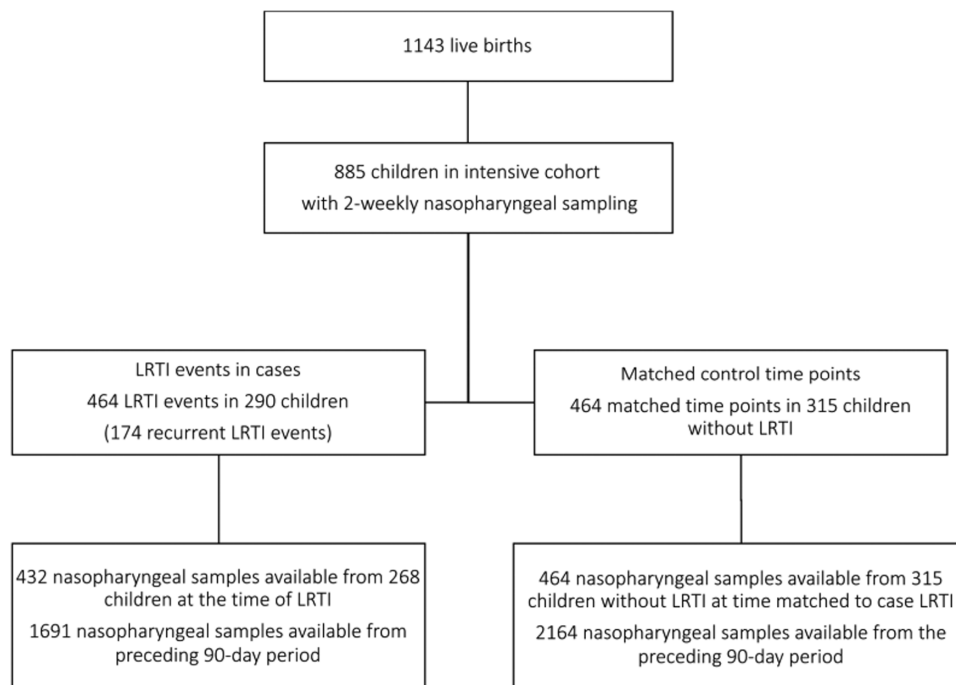 1143 live births
885 children in intensive cohort
with 2-weekly nasopharyngeal sampling
LRTI events in cases
464 LRTI events in 290 children
(174 recurrent LRTI events)
Matched control time points
464 matched time points in 315 children
without LRTI
432 nasopharyngeal samples available from 268
children at the time of LRTI
1691 nasopharyngeal samples available from
preceding 90-day period
464 nasopharyngeal samples available from 315
children without LRTI at time matched to case LRTI
2164 nasopharyngeal samples available from the
preceding 90-day period